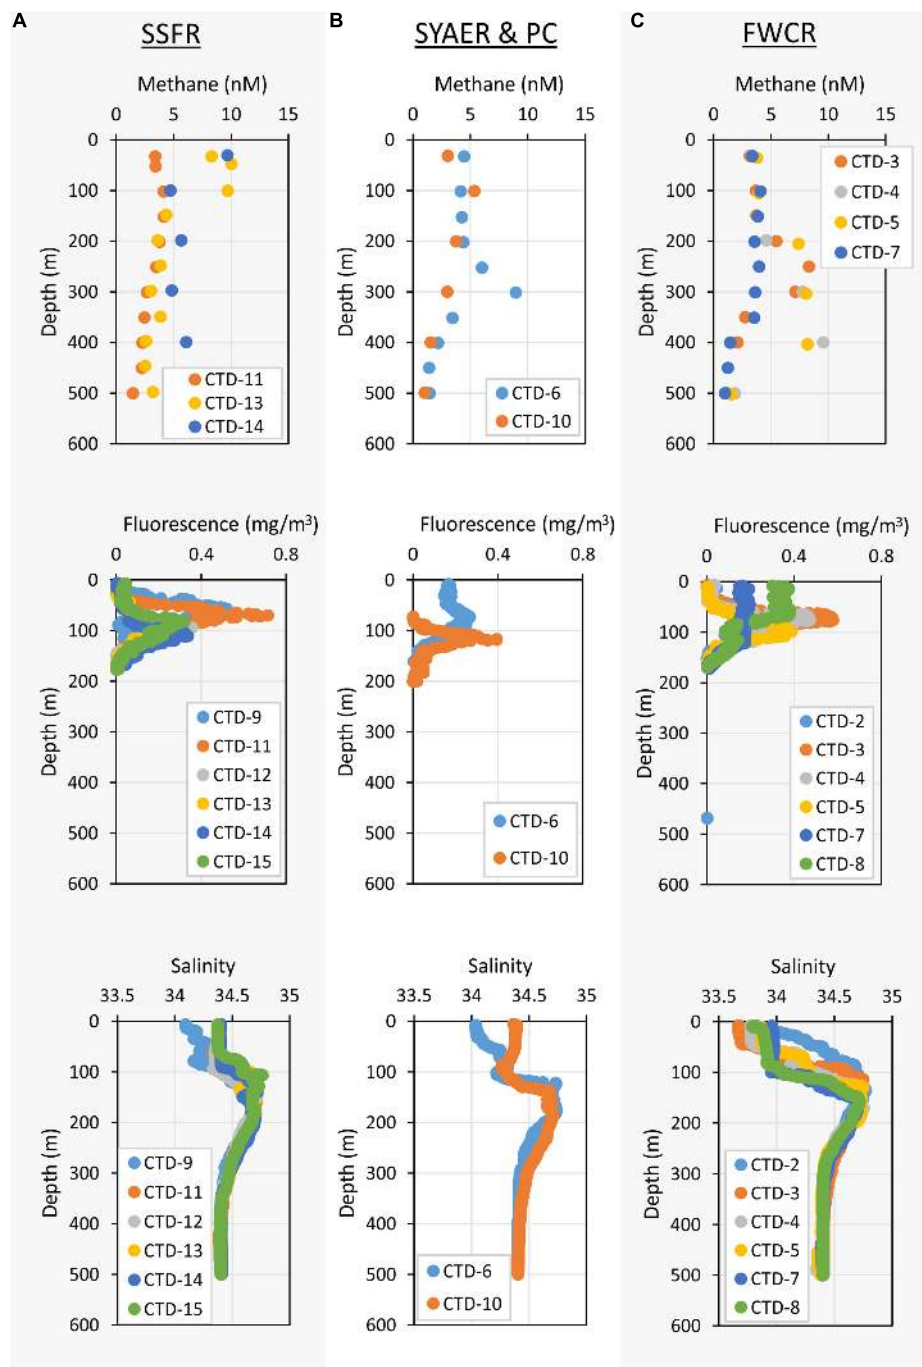 A
B
C
SSFR
SYAER & PC
FWCR
Methane (nM)
Methane (nM)
Methane (nM)
0 5 10 15
0 5 10 15
0 5 10 15
Depth (m)
0
100
200
300
400
500
600
CTD-11
CTD-13
CTD-14
Depth (m)
0
100
200
300
400
500
600
CTD-6
CTD-10
Depth (m)
0
100
200
300
400
500
600
CTD-3
CTD-4
CTD-5
CTD-7
Fluorescence (mg/m³)
Fluorescence (mg/m³)
Fluorescence (mg/m³)
0 0.4 0.8
0 0.4 0.8
0 0.4 0.8
Depth (m)
0
100
200
300
400
500
600
CTD-9
CTD-11
CTD-12
CTD-13
CTD-14
CTD-15
Depth (m)
0
100
200
300
400
500
600
CTD-6
CTD-10
Depth (m)
0
100
200
300
400
500
600
CTD-2
CTD-3
CTD-4
CTD-5
CTD-7
CTD-8
Salinity
Salinity
Salinity
33.5 34 34.5 35
33.5 34 34.5 35
33.5 34 34.5 35
Depth (m)
0
100
200
300
400
500
600
CTD-9
CTD-11
CTD-12
CTD-13
CTD-14
CTD-15
Depth (m)
0
100
200
300
400
500
600
CTD-6
CTD-10
Depth (m)
0
100
200
300
400
500
600
CTD-2
CTD-3
CTD-4
CTD-5
CTD-7
CTD-8